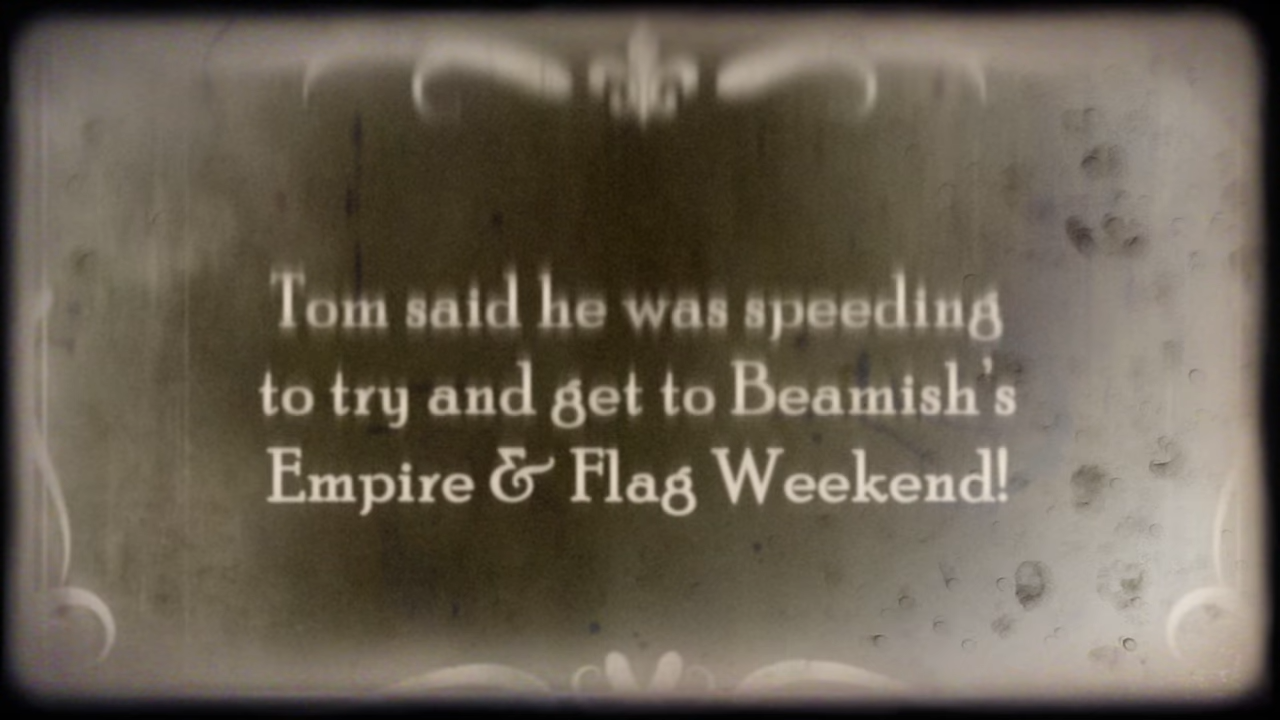 Tom said he was speeding
to try and get to Beamish's
Empire & Flag Weekend!